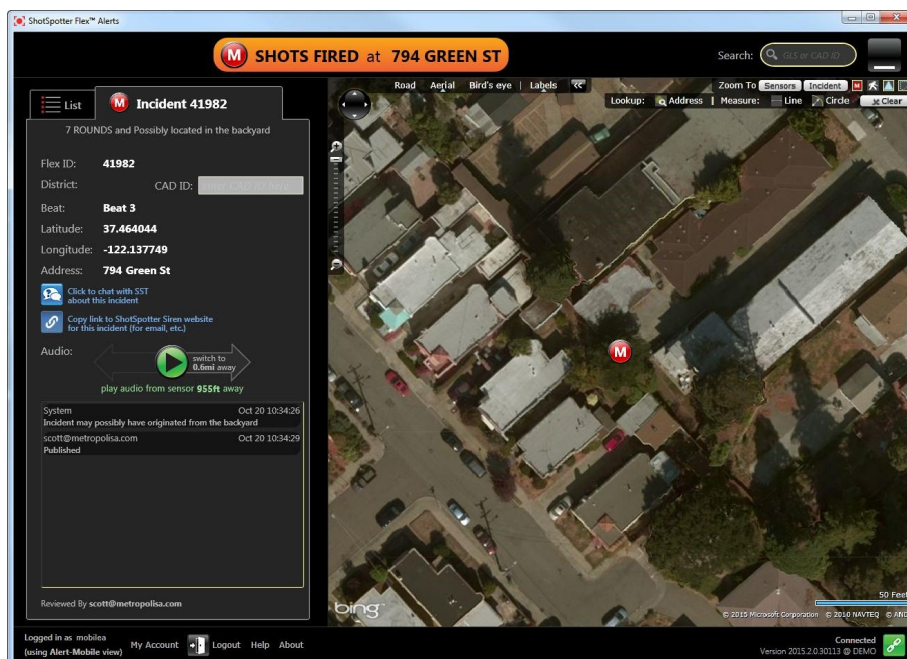 ShotSpotter Flex™ Alerts
M SHOTS FIRED at 794 GREEN ST
Search: GLS or CAD ID
List
M Incident 41982
7 ROUNDS and Possibly located in the backyard
Flex ID: 41982
District: CAD ID: enter CAD ID here
Beat: Beat 3
Latitude: 37.464044
Longitude: -122.137749
Address: 794 Green St
Click to chat with SST
about this incident
Copy link to ShotSpotter Siren website
for this incident (for email, etc.)
Audio:
switch to
0.6mi away
play audio from sensor 955ft away
System Oct 20 10:34:26
Incident may possibly have originated from the backyard
scott@metropolisa.com Oct 20 10:34:29
Published
Reviewed By scott@metropolisa.com
Road Aerial Bird's eye | Labels <<
Zoom To Sensors Incident M
Lookup: Address | Measure: Line Circle Clear
M
bing
50 Feet
© 2015 Microsoft Corporation © 2010 NAVTEQ © AND
Logged in as mobilea
(using Alert-Mobile view)
My Account Logout Help About
Connected
Version 2015.2.0.30113 @ DEMO